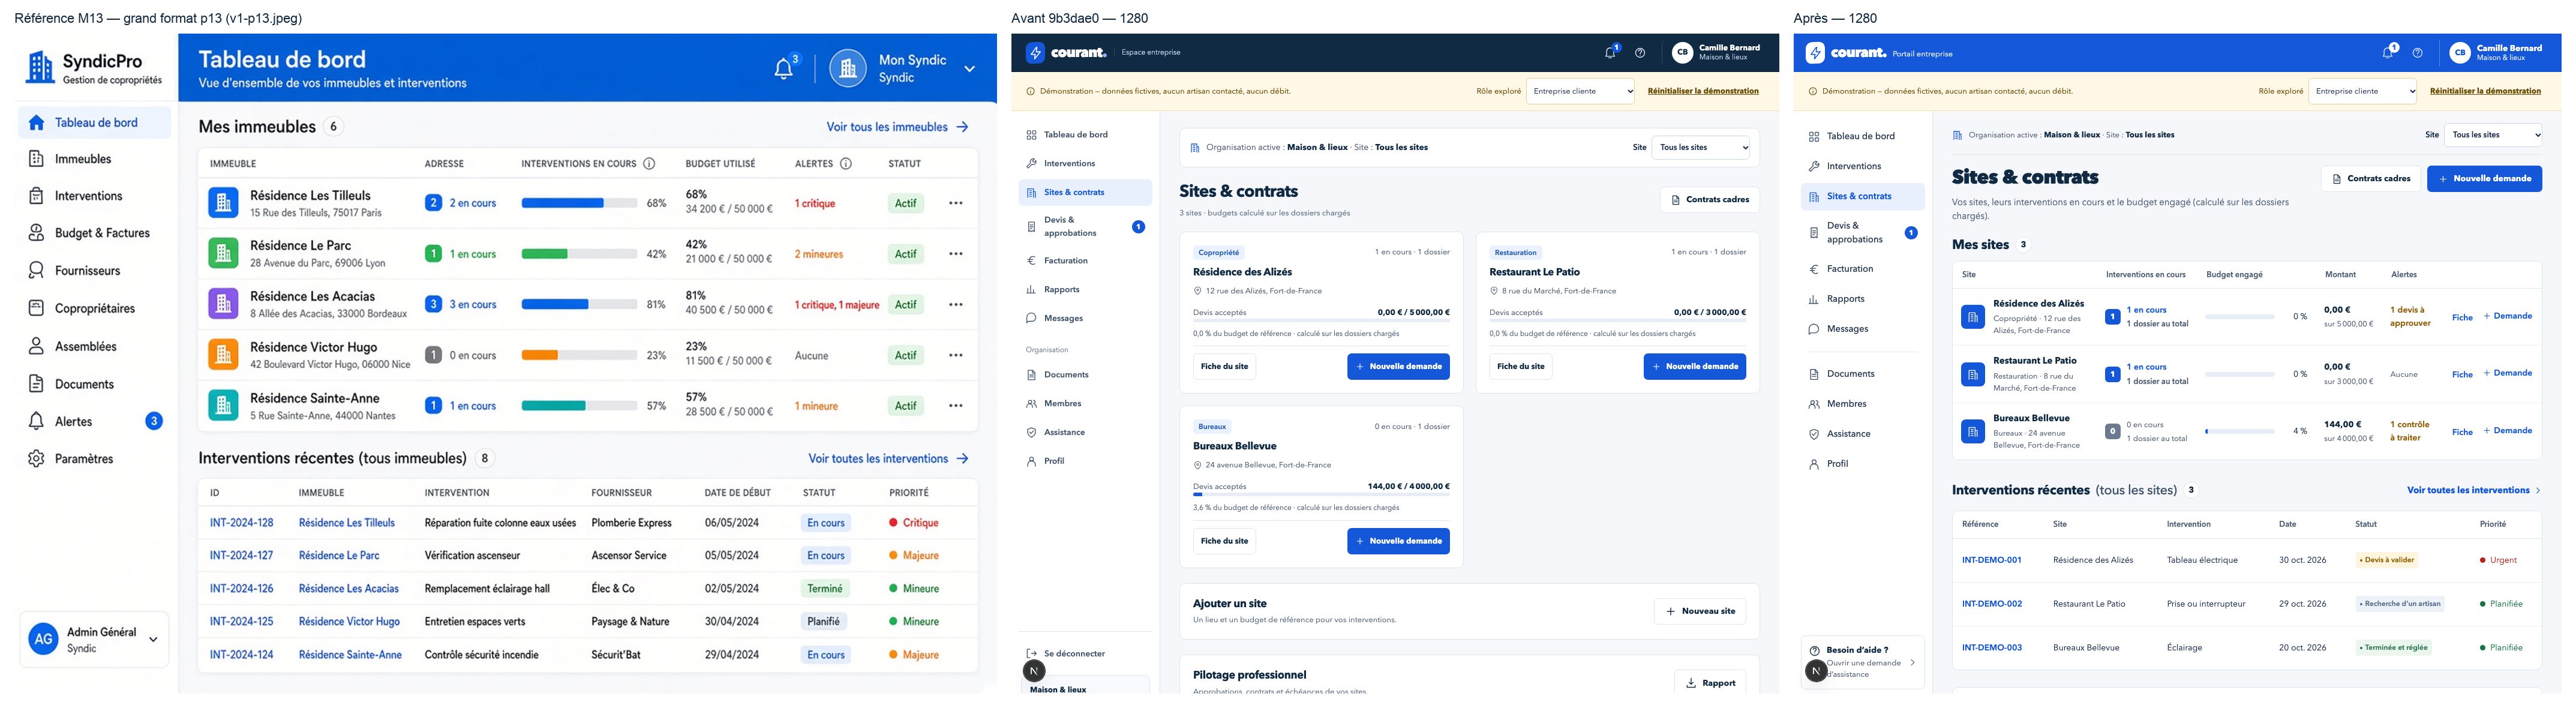 Référence M13 — grand format p13 (v1-p13.jpeg)
SyndicPro
Gestion de copropriétés
Tableau de bord
Immeubles
Interventions
Budget & Factures
Fournisseurs
Copropriétaires
Assemblées
Documents
Alertes
3
Paramètres
AG
Admin Général
Syndic
Tableau de bord
Vue d'ensemble de vos immeubles et interventions
3
Mon Syndic
Syndic
Mes immeubles 6
Voir tous les immeubles
IMMEUBLE ADRESSE INTERVENTIONS EN COURS BUDGET UTILISÉ ALERTES STATUT
Résidence Les Tilleuls
15 Rue des Tilleuls, 75017 Paris
2 2 en cours 68%
68%
34 200 € / 50 000 €
1 critique
Actif
Résidence Le Parc
28 Avenue du Parc, 69006 Lyon
1 1 en cours 42%
42%
21 000 € / 50 000 €
2 mineures
Actif
Résidence Les Acacias
8 Allée des Acacias, 33000 Bordeaux
3 3 en cours 81%
81%
40 500 € / 50 000 €
1 critique, 1 majeure
Actif
Résidence Victor Hugo
42 Boulevard Victor Hugo, 06000 Nice
1 0 en cours 23%
23%
11 500 € / 50 000 €
Aucune
Actif
Résidence Sainte-Anne
5 Rue Sainte-Anne, 44000 Nantes
1 1 en cours 57%
57%
28 500 € / 50 000 €
1 mineure
Actif
Interventions récentes (tous immeubles) 8
Voir toutes les interventions
ID IMMEUBLE INTERVENTION FOURNISSEUR DATE DE DÉBUT STATUT PRIORITÉ
INT-2024-128 Résidence Les Tilleuls Réparation fuite colonne eaux usées Plomberie Express 06/05/2024 En cours Critique
INT-2024-127 Résidence Le Parc Vérification ascenseur Ascensor Service 05/05/2024 En cours Majeure
INT-2024-126 Résidence Les Acacias Remplacement éclairage hall Élec & Co 02/05/2024 Terminé Mineure
INT-2024-125 Résidence Victor Hugo Entretien espaces verts Paysage & Nature 30/04/2024 Planifié Mineure
INT-2024-124 Résidence Sainte-Anne Contrôle sécurité incendie Sécurit'Bat 29/04/2024 En cours Majeure
Avant 9b3dae0 — 1280
courant.
Espace entreprise
1
CB
Camille Bernard
Maison & lieux
Démonstration – données fictives, aucun artisan contacté, aucun débit.
Rôle exploré Entreprise cliente Réinitialiser la démonstration
Tableau de bord
Interventions
Sites & contrats
Devis &
approbations
1
Facturation
Rapports
Messages
Organisation
Documents
Membres
Assistance
Profil
Se déconnecter
N
Maison & lieux
Organisation active : Maison & lieux · Site : Tous les sites
Site Tous les sites
Sites & contrats
3 sites · budgets calculé sur les dossiers chargés
Contrats cadres
Copropriété 1 en cours · 1 dossier
Résidence des Alizés
12 rue des Alizés, Fort-de-France
Devis acceptés 0,00 € / 5 000,00 €
0,0 % du budget de référence · calculé sur les dossiers chargés
Fiche du site Nouvelle demande
Restauration 1 en cours · 1 dossier
Restaurant Le Patio
8 rue du Marché, Fort-de-France
Devis acceptés 0,00 € / 3 000,00 €
0,0 % du budget de référence · calculé sur les dossiers chargés
Fiche du site Nouvelle demande
Bureaux 0 en cours · 1 dossier
Bureaux Bellevue
24 avenue Bellevue, Fort-de-France
Devis acceptés 144,00 € / 4 000,00 €
3,6 % du budget de référence · calculé sur les dossiers chargés
Fiche du site Nouvelle demande
Ajouter un site
Un lieu et un budget de référence pour vos interventions.
Nouveau site
Pilotage professionnel
Approbations, contrats et échéances de vos sites.
Rapport
Après — 1280
courant.
Portail entreprise
1
CB
Camille Bernard
Maison & lieux
Démonstration – données fictives, aucun artisan contacté, aucun débit.
Rôle exploré Entreprise cliente Réinitialiser la démonstration
Tableau de bord
Interventions
Sites & contrats
Devis &
approbations
1
Facturation
Rapports
Messages
Documents
Membres
Assistance
Profil
Besoin d'aide ?
Ouvrir une demande
d'assistance
N
Organisation active : Maison & lieux · Site : Tous les sites
Site Tous les sites
Sites & contrats
Vos sites, leurs interventions en cours et le budget engagé (calculé sur les dossiers
chargés).
Contrats cadres
+ Nouvelle demande
Mes sites 3
Site Interventions en cours Budget engagé Montant Alertes
Résidence des Alizés
Copropriété · 12 rue des
Alizés, Fort-de-France
1
1 en cours
1 dossier au total
0 %
0,00 €
sur 5 000,00 €
1 devis à
approuver
Fiche + Demande
Restaurant Le Patio
Restauration · 8 rue du
Marché, Fort-de-France
1
1 en cours
1 dossier au total
0 %
0,00 €
sur 3 000,00 €
Aucune
Fiche + Demande
Bureaux Bellevue
Bureaux · 24 avenue
Bellevue, Fort-de-France
0
0 en cours
1 dossier au total
4 %
144,00 €
sur 4 000,00 €
1 contrôle
à traiter
Fiche + Demande
Interventions récentes (tous les sites) 3
Voir toutes les interventions
Référence Site Intervention Date Statut Priorité
INT-DEMO-001 Résidence des Alizés Tableau électrique 30 oct. 2026 • Devis à valider Urgent
INT-DEMO-002 Restaurant Le Patio Prise ou interrupteur 29 oct. 2026 • Recherche d'un artisan Planifiée
INT-DEMO-003 Bureaux Bellevue Éclairage 20 oct. 2026 • Terminée et réglée Planifiée